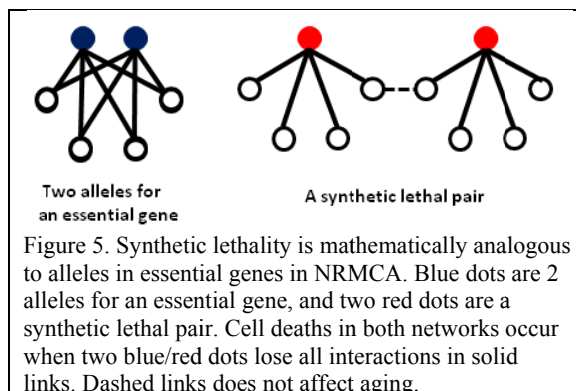 Two alleles for
an essential gene
A synthetic lethal pair
Figure 5. Synthetic lethality is mathematically analogous
to alleles in essential genes in NRMCA. Blue dots are 2
alleles for an essential gene, and two red dots are a
synthetic lethal pair. Cell deaths in both networks occur
when two blue/red dots lose all interactions in solid
links. Dashed links does not affect aging.